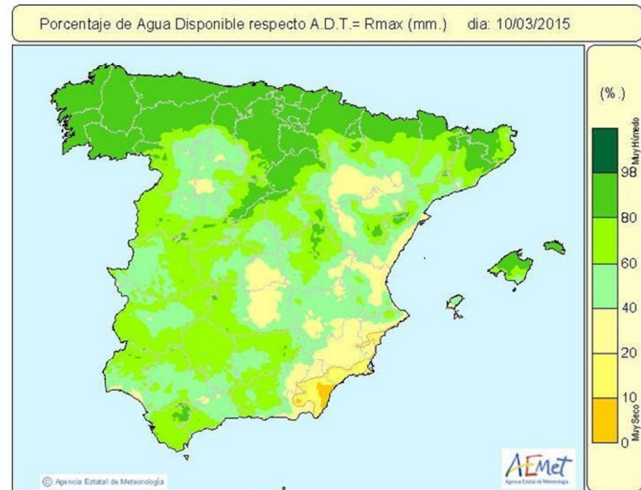 Porcentaje de Agua Disponible respecto A.D.T.= Rmax (mm.) dia: 10/03/2015
(% .)
Muy Húmedo
98
80
60
40
20
10
0
Muy Seco
© Agencia Estatal de Meteorología
AEmet
Agencia Estatal de Meteorología